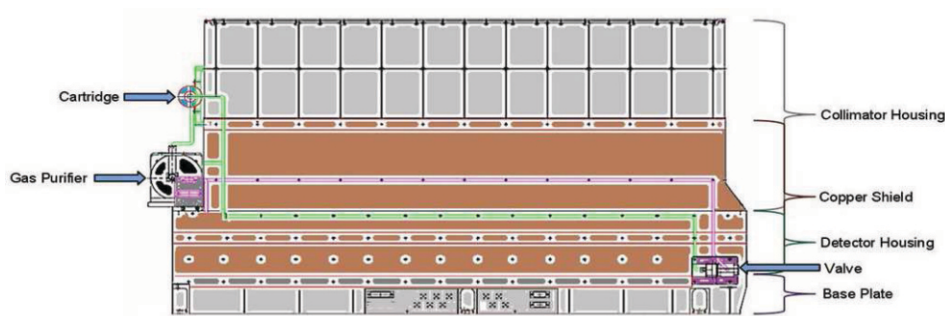 Cartridge
Gas Purifier
Collimator Housing
Copper Shield
Detector Housing
Valve
Base Plate